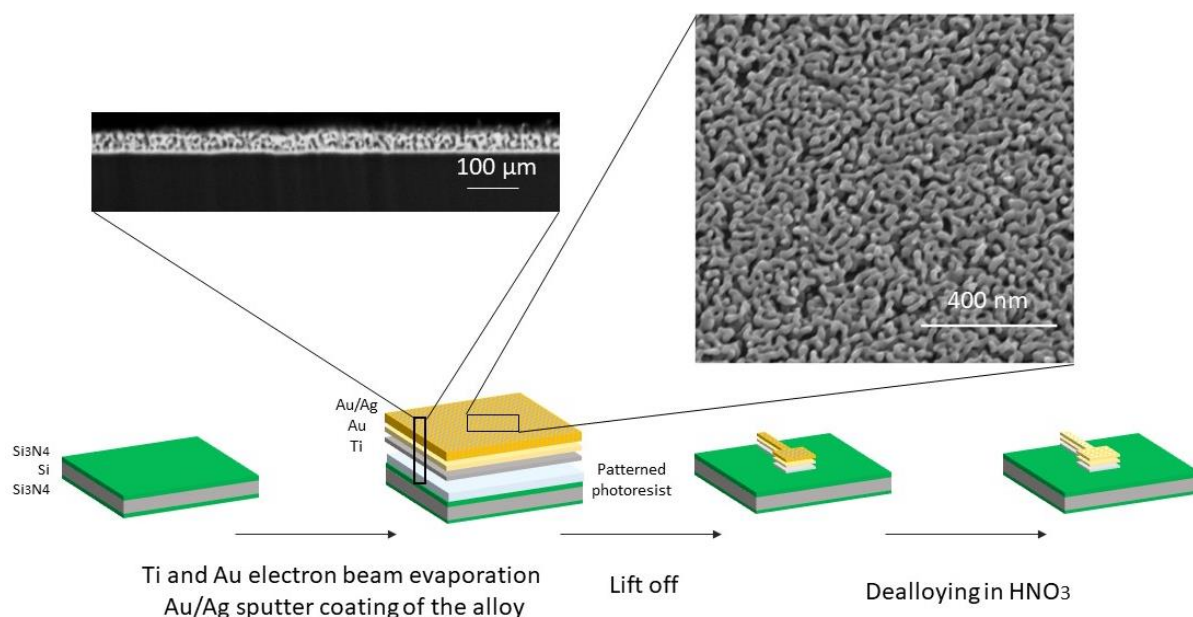 100 µm
400 nm
Au/Ag
Au
Ti
Si3N4
Si
Si3N4
Patterned
photoresist
Ti and Au electron beam evaporation
Au/Ag sputter coating of the alloy
Lift off
Dealloying in HNO3